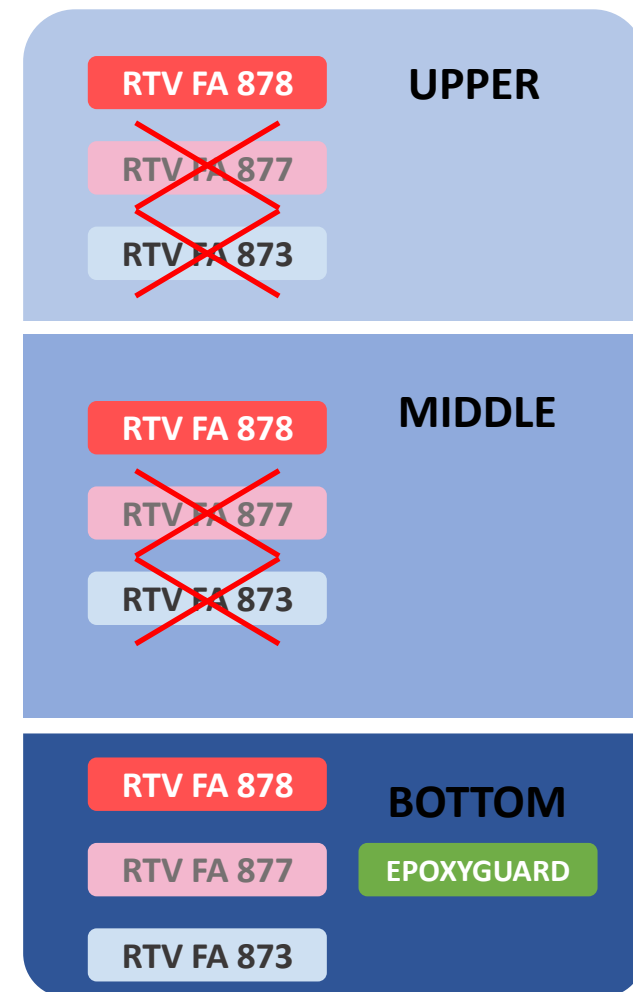 RTV FA 878
UPPER
RTV FA 877
RTV FA 873
RTV FA 878
MIDDLE
RTV FA 877
RTV FA 873
RTV FA 878
BOTTOM
RTV FA 877
EPOXYGUARD
RTV FA 873